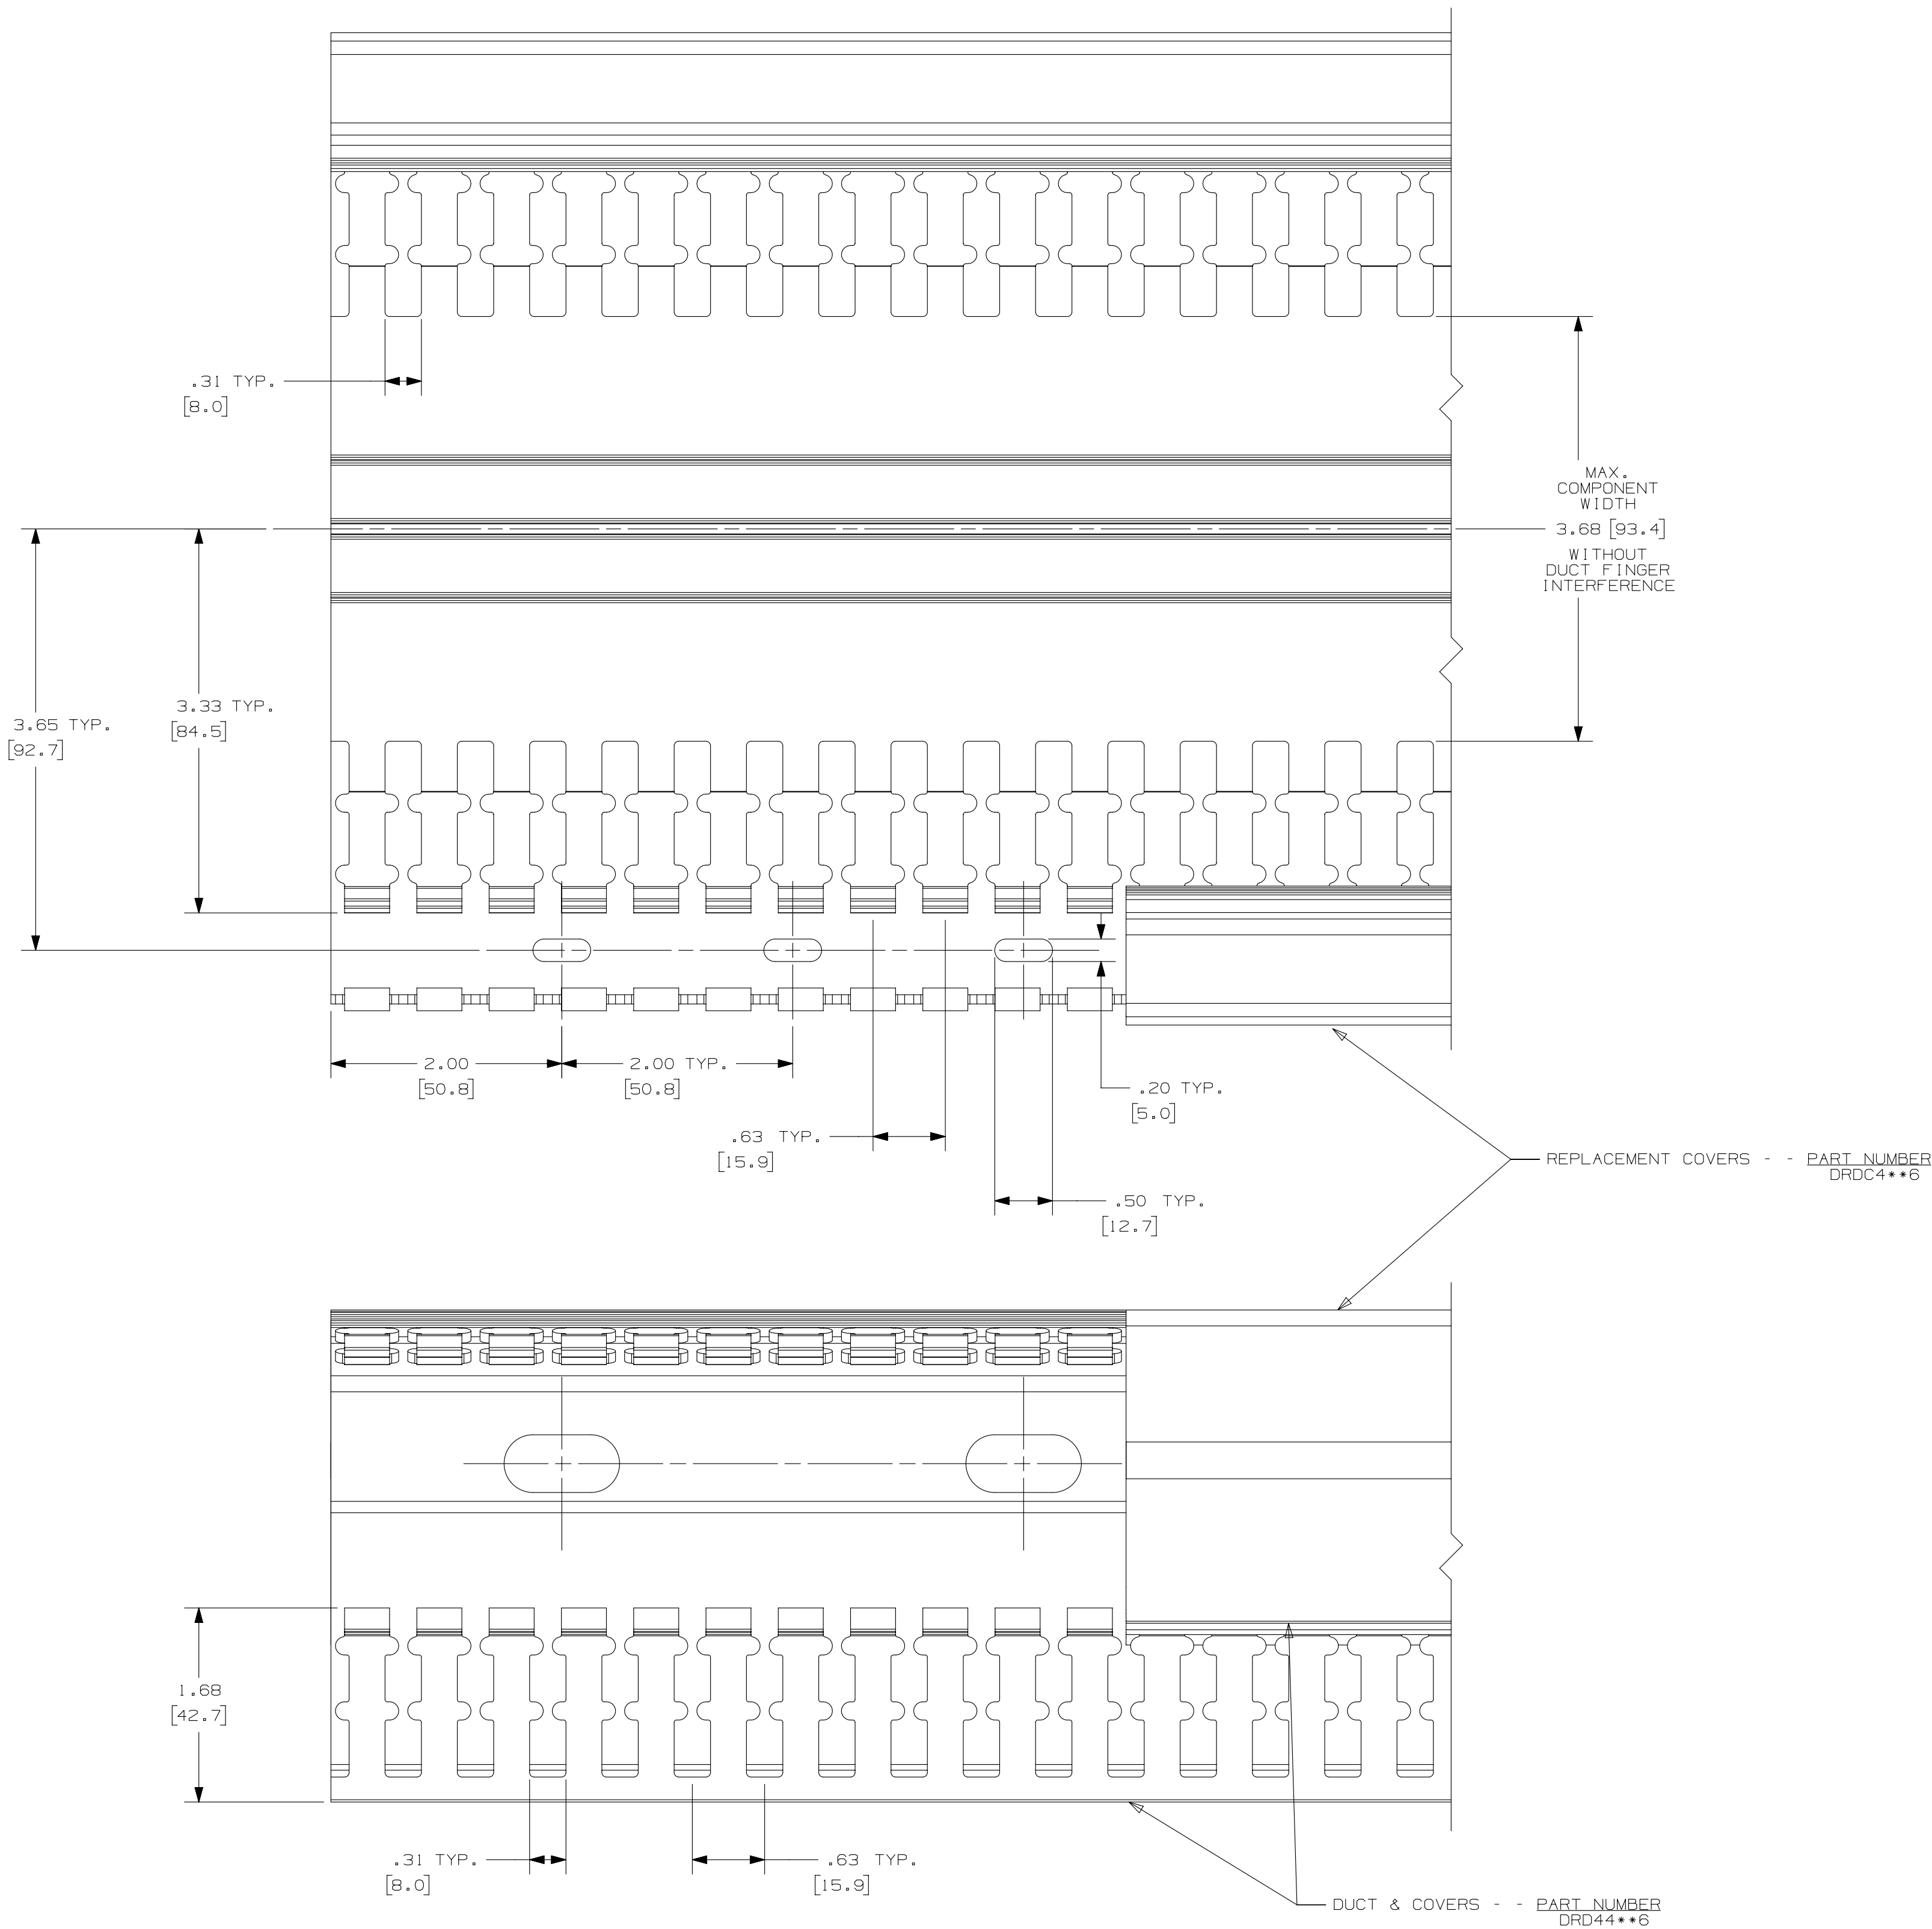 .31 TYP.
[8.0]
MAX.
COMPONENT
WIDTH
3.68 [93.4]
WITHOUT
DUCT FINGER
INTERFERENCE
3.65 TYP.
[92.7]
3.33 TYP.
[84.5]
2.00
[50.8]
2.00 TYP.
[50.8]
.20 TYP.
[5.0]
.63 TYP.
[15.9]
.50 TYP.
[12.7]
REPLACEMENT COVERS - - PART NUMBER
DRDC4**6
1.68
[42.7]
.31 TYP.
[8.0]
.63 TYP.
[15.9]
DUCT & COVERS - - PART NUMBER
DRD44**6